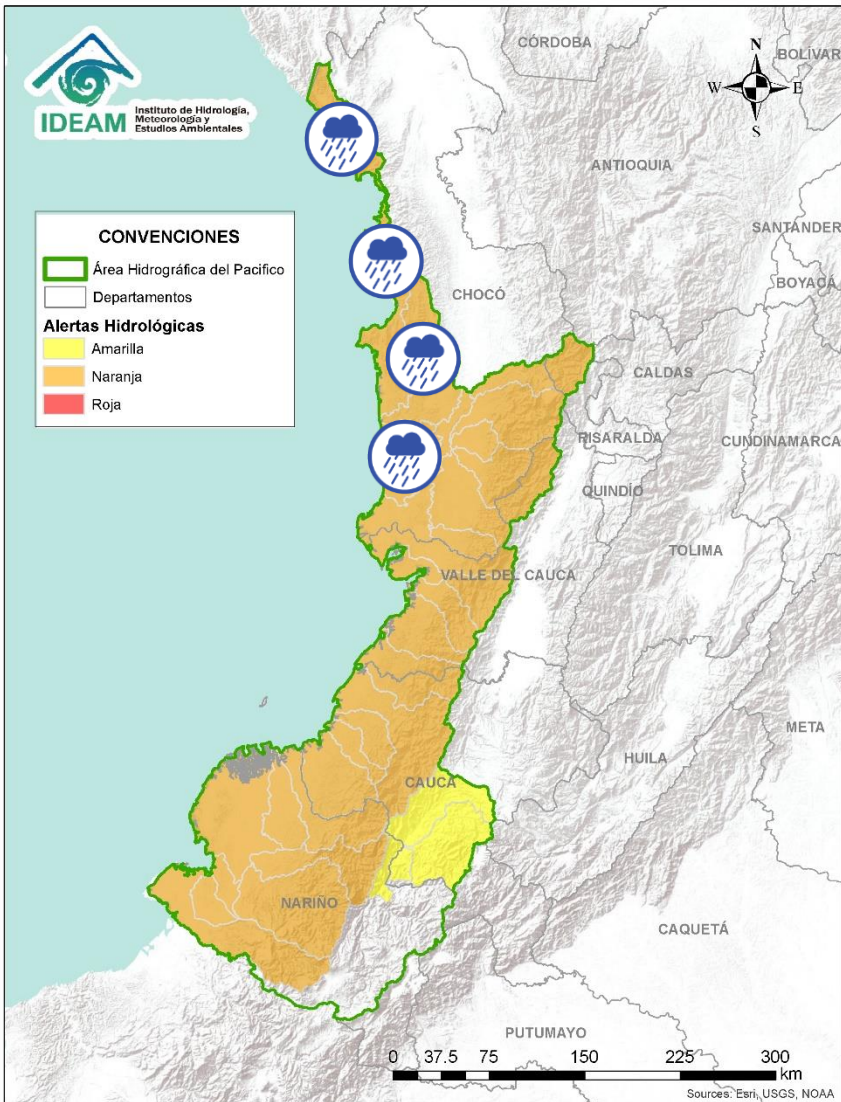 IDEAM
Instituto de Hidrología,
Meteorología y
Estudios Ambientales
N
W E
S
CONVENCIONES
Área Hidrográfica del Pacifico
Departamentos
Alertas Hidrológicas
Amarilla
Naranja
Roja
CÓRDOBA
BOLÍVAR
ANTIOQUIA
SANTANDER
BOYACÁ
CHOCÓ
CALDAS
RISARALDA
CUNDINAMARCA
QUINDÍO
TOLIMA
VALLE DEL CAUCA
META
HUILA
CAUCA
NARIÑO
CAQUETÁ
PUTUMAYO
0 37.5 75 150 225 300
km
Sources: Esri, USGS, NOAA